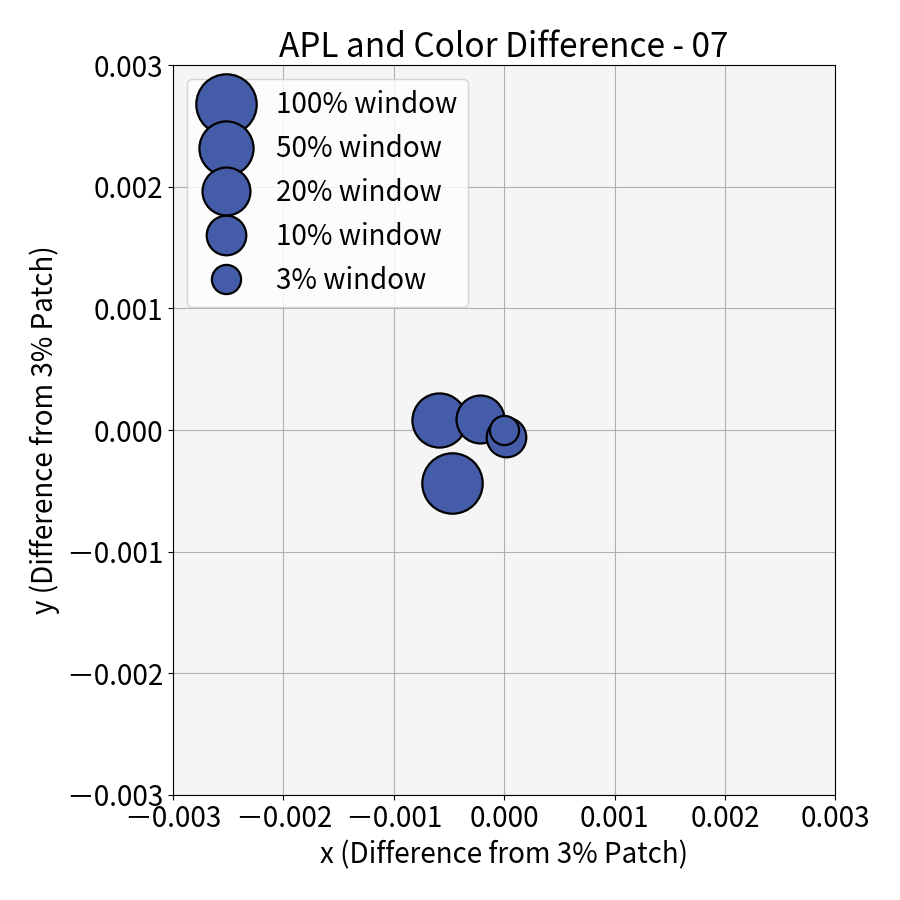 APL and Color Difference - 07
0.003
0.002
0.001
0.000
−0.001
−0.002
−0.003
y (Difference from 3% Patch)
100% window
50% window
20% window
10% window
3% window
−0.003 −0.002 −0.001 0.000 0.001 0.002 0.003
x (Difference from 3% Patch)